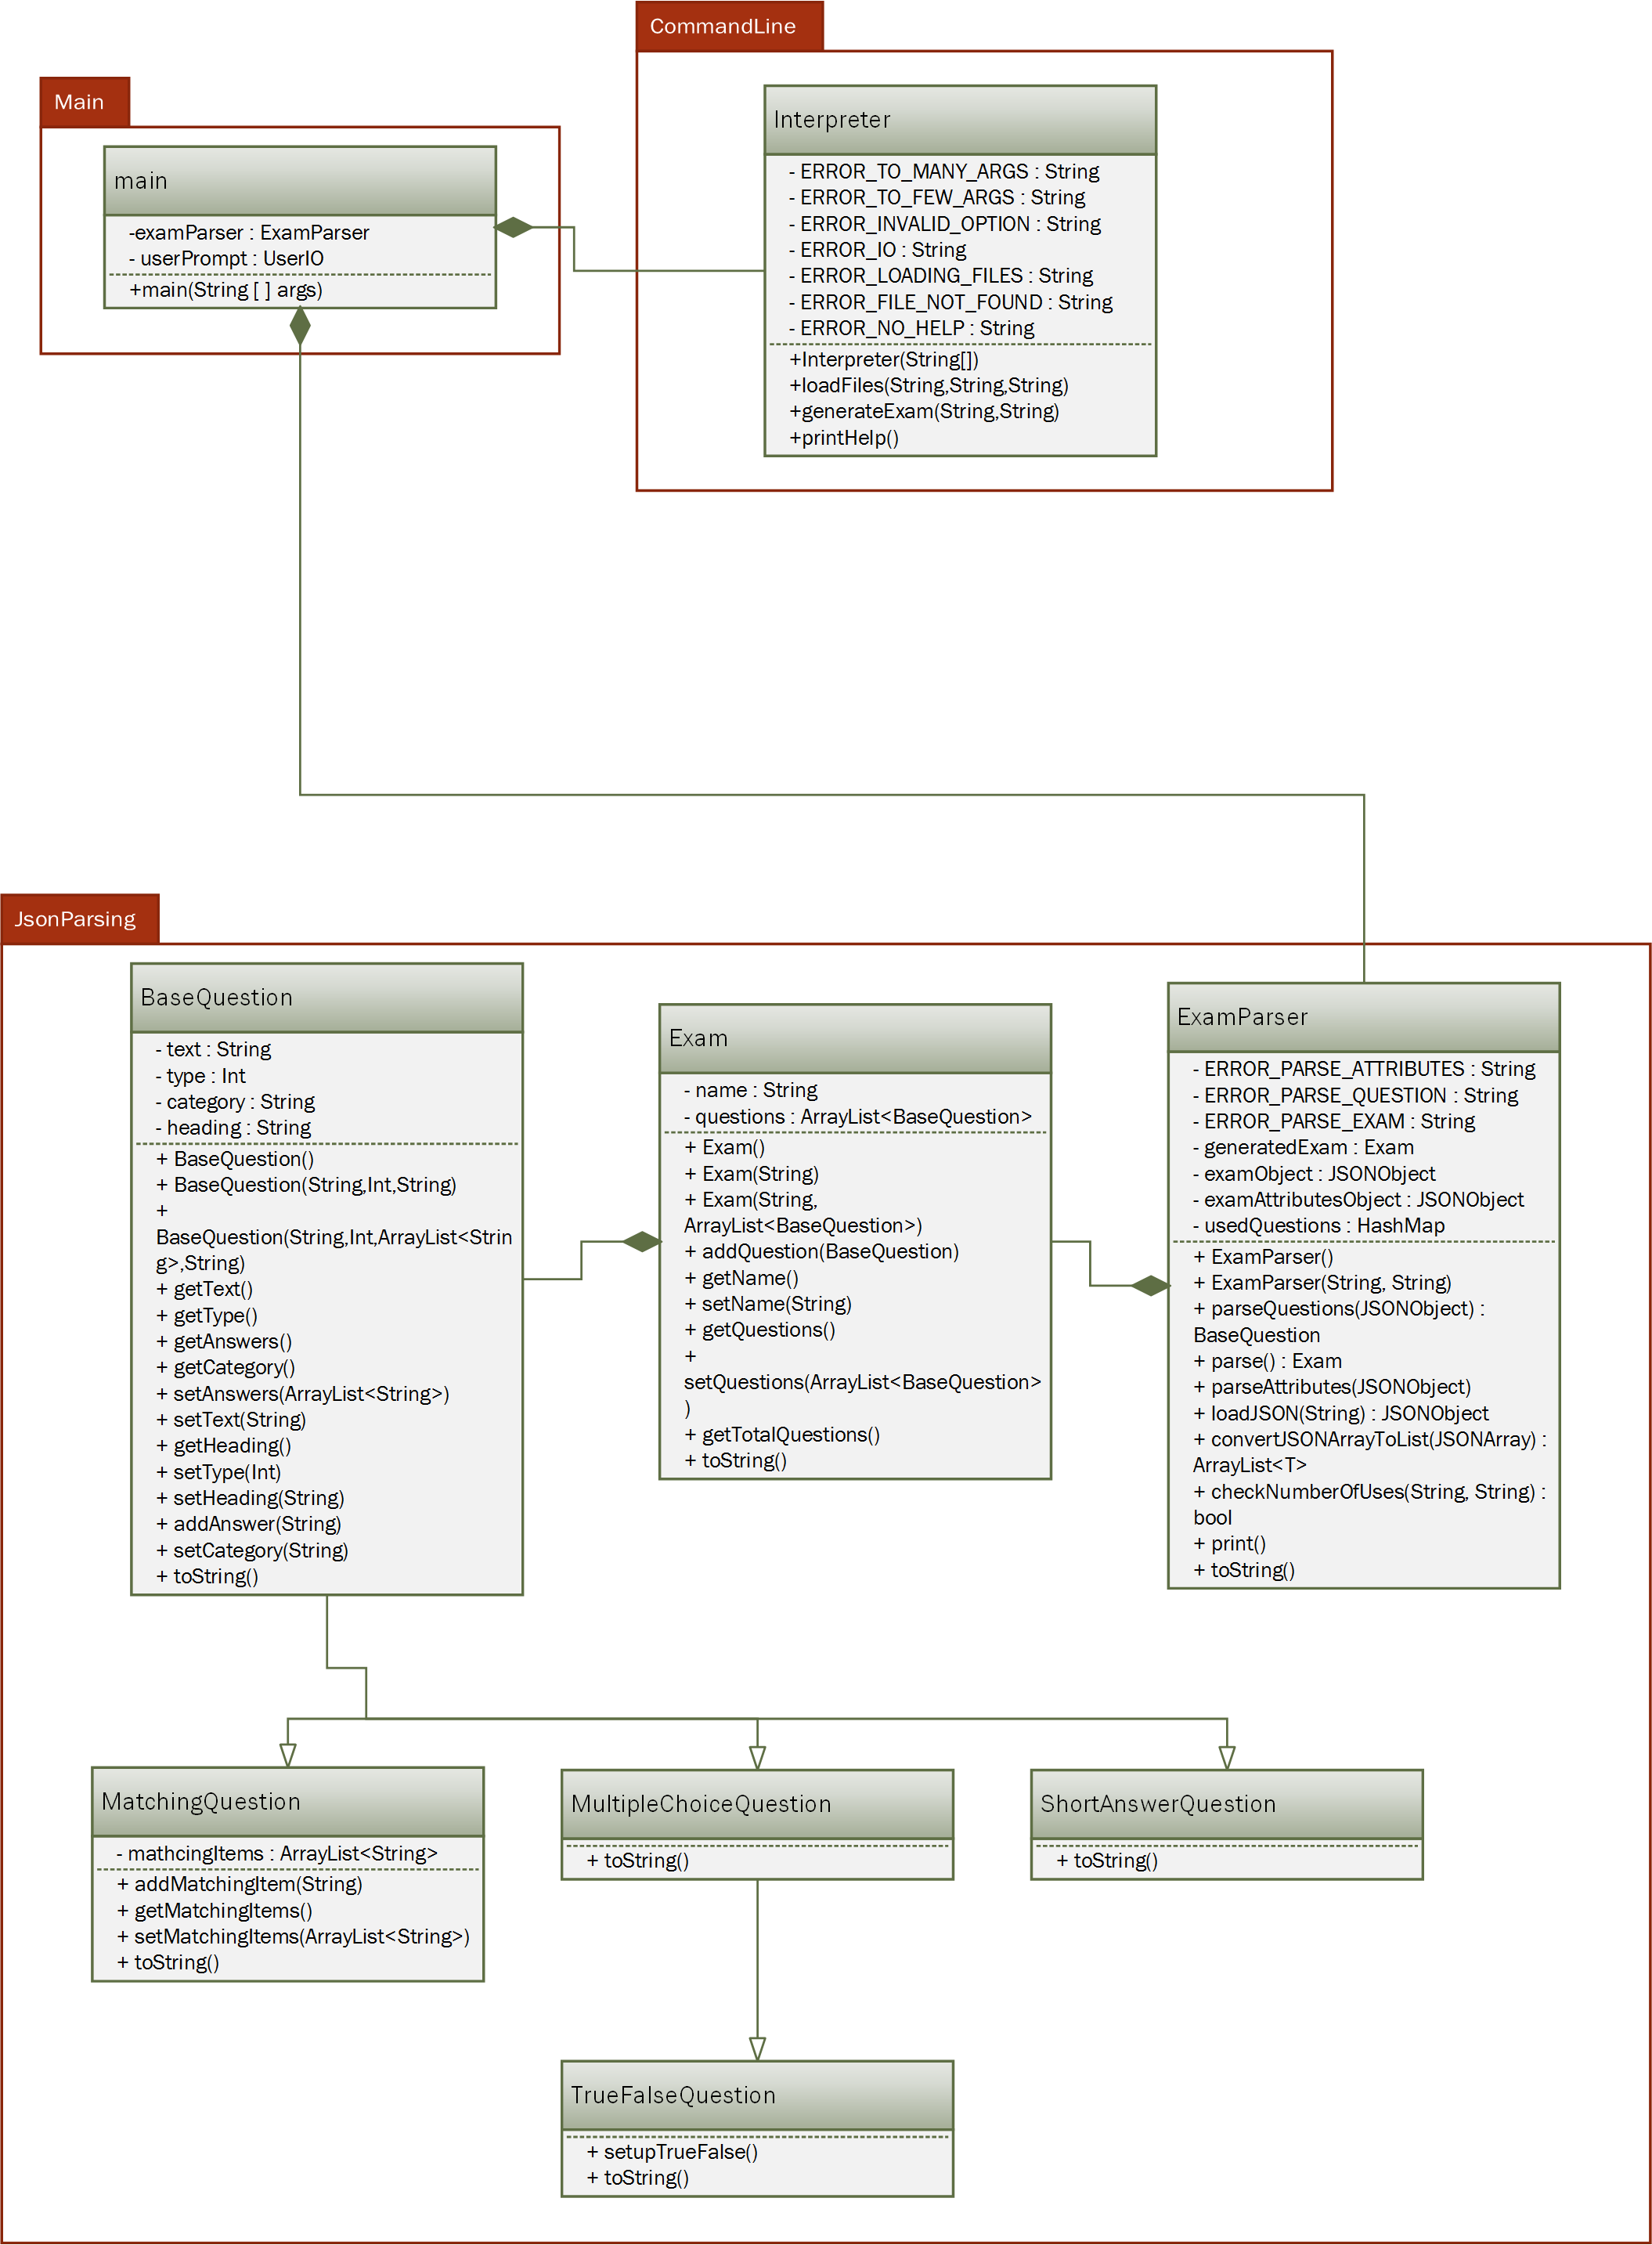 CommandLine
Interpreter
- ERROR_TO_MANY_ARGS : String
- ERROR_TO_FEW_ARGS : String
- ERROR_INVALID_OPTION : String
- ERROR_IO : String
- ERROR_LOADING_FILES : String
- ERROR_FILE_NOT_FOUND : String
- ERROR_NO_HELP : String
+Interpreter(String[])
+loadFiles(String,String,String)
+generateExam(String,String)
+printHelp()
Main
main
-examParser : ExamParser
- userPrompt : UserIO
+main(String [ ] args)
JsonParsing
BaseQuestion
- text : String
- type : Int
- category : String
- heading : String
+ BaseQuestion()
+ BaseQuestion(String,Int,String)
+
BaseQuestion(String,Int,ArrayList<Strin
g>,String)
+ getText()
+ getType()
+ getAnswers()
+ getCategory()
+ setAnswers(ArrayList<String>)
+ setText(String)
+ getHeading()
+ setType(Int)
+ setHeading(String)
+ addAnswer(String)
+ setCategory(String)
+ toString()
Exam
- name : String
- questions : ArrayList<BaseQuestion>
+ Exam()
+ Exam(String)
+ Exam(String,
ArrayList<BaseQuestion>)
+ addQuestion(BaseQuestion)
+ getName()
+ setName(String)
+ getQuestions()
+
setQuestions(ArrayList<BaseQuestion>
)
+ getTotalQuestions()
+ toString()
ExamParser
- ERROR_PARSE_ATTRIBUTES : String
- ERROR_PARSE_QUESTION : String
- ERROR_PARSE_EXAM : String
- generatedExam : Exam
- examObject : JSONObject
- examAttributesObject : JSONObject
- usedQuestions : HashMap
+ ExamParser()
+ ExamParser(String, String)
+ parseQuestions(JSONObject) :
BaseQuestion
+ parse() : Exam
+ parseAttributes(JSONObject)
+ loadJSON(String) : JSONObject
+ convertJSONArrayToList(JSONArray) :
ArrayList<T>
+ checkNumberOfUses(String, String) :
bool
+ print()
+ toString()
MatchingQuestion
- mathcingItems : ArrayList<String>
+ addMatchingItem(String)
+ getMatchingItems()
+ setMatchingItems(ArrayList<String>)
+ toString()
MultipleChoiceQuestion
+ toString()
ShortAnswerQuestion
+ toString()
TrueFalseQuestion
+ setupTrueFalse()
+ toString()